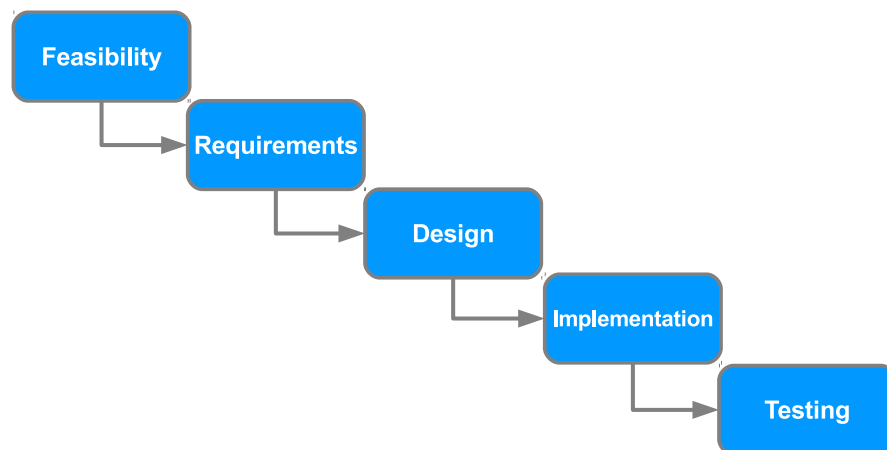 Feasibility
Requirements
Design
Implementation
Testing